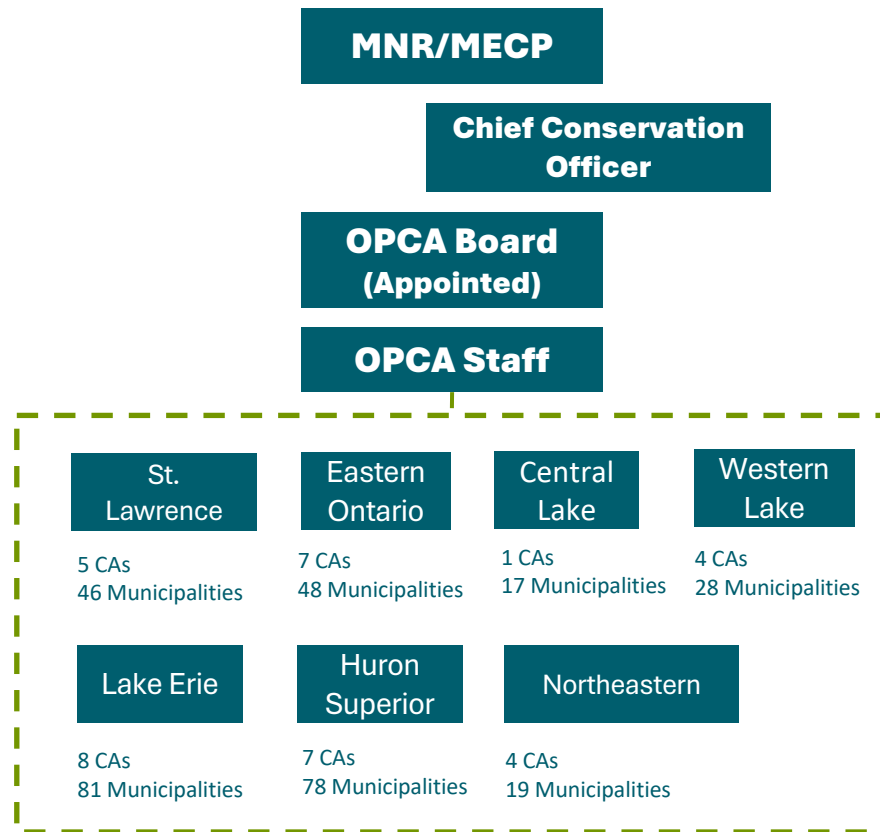 MNR/MECP
Chief Conservation
Officer
OPCA Board
(Appointed)
OPCA Staff
St.
Lawrence
5 CAs
46 Municipalities
Eastern
Ontario
7 CAs
48 Municipalities
Central
Lake
1 CAs
17 Municipalities
Western
Lake
4 CAs
28 Municipalities
Lake Erie
8 CAs
81 Municipalities
Huron
Superior
7 CAs
78 Municipalities
Northeastern
4 CAs
19 Municipalities